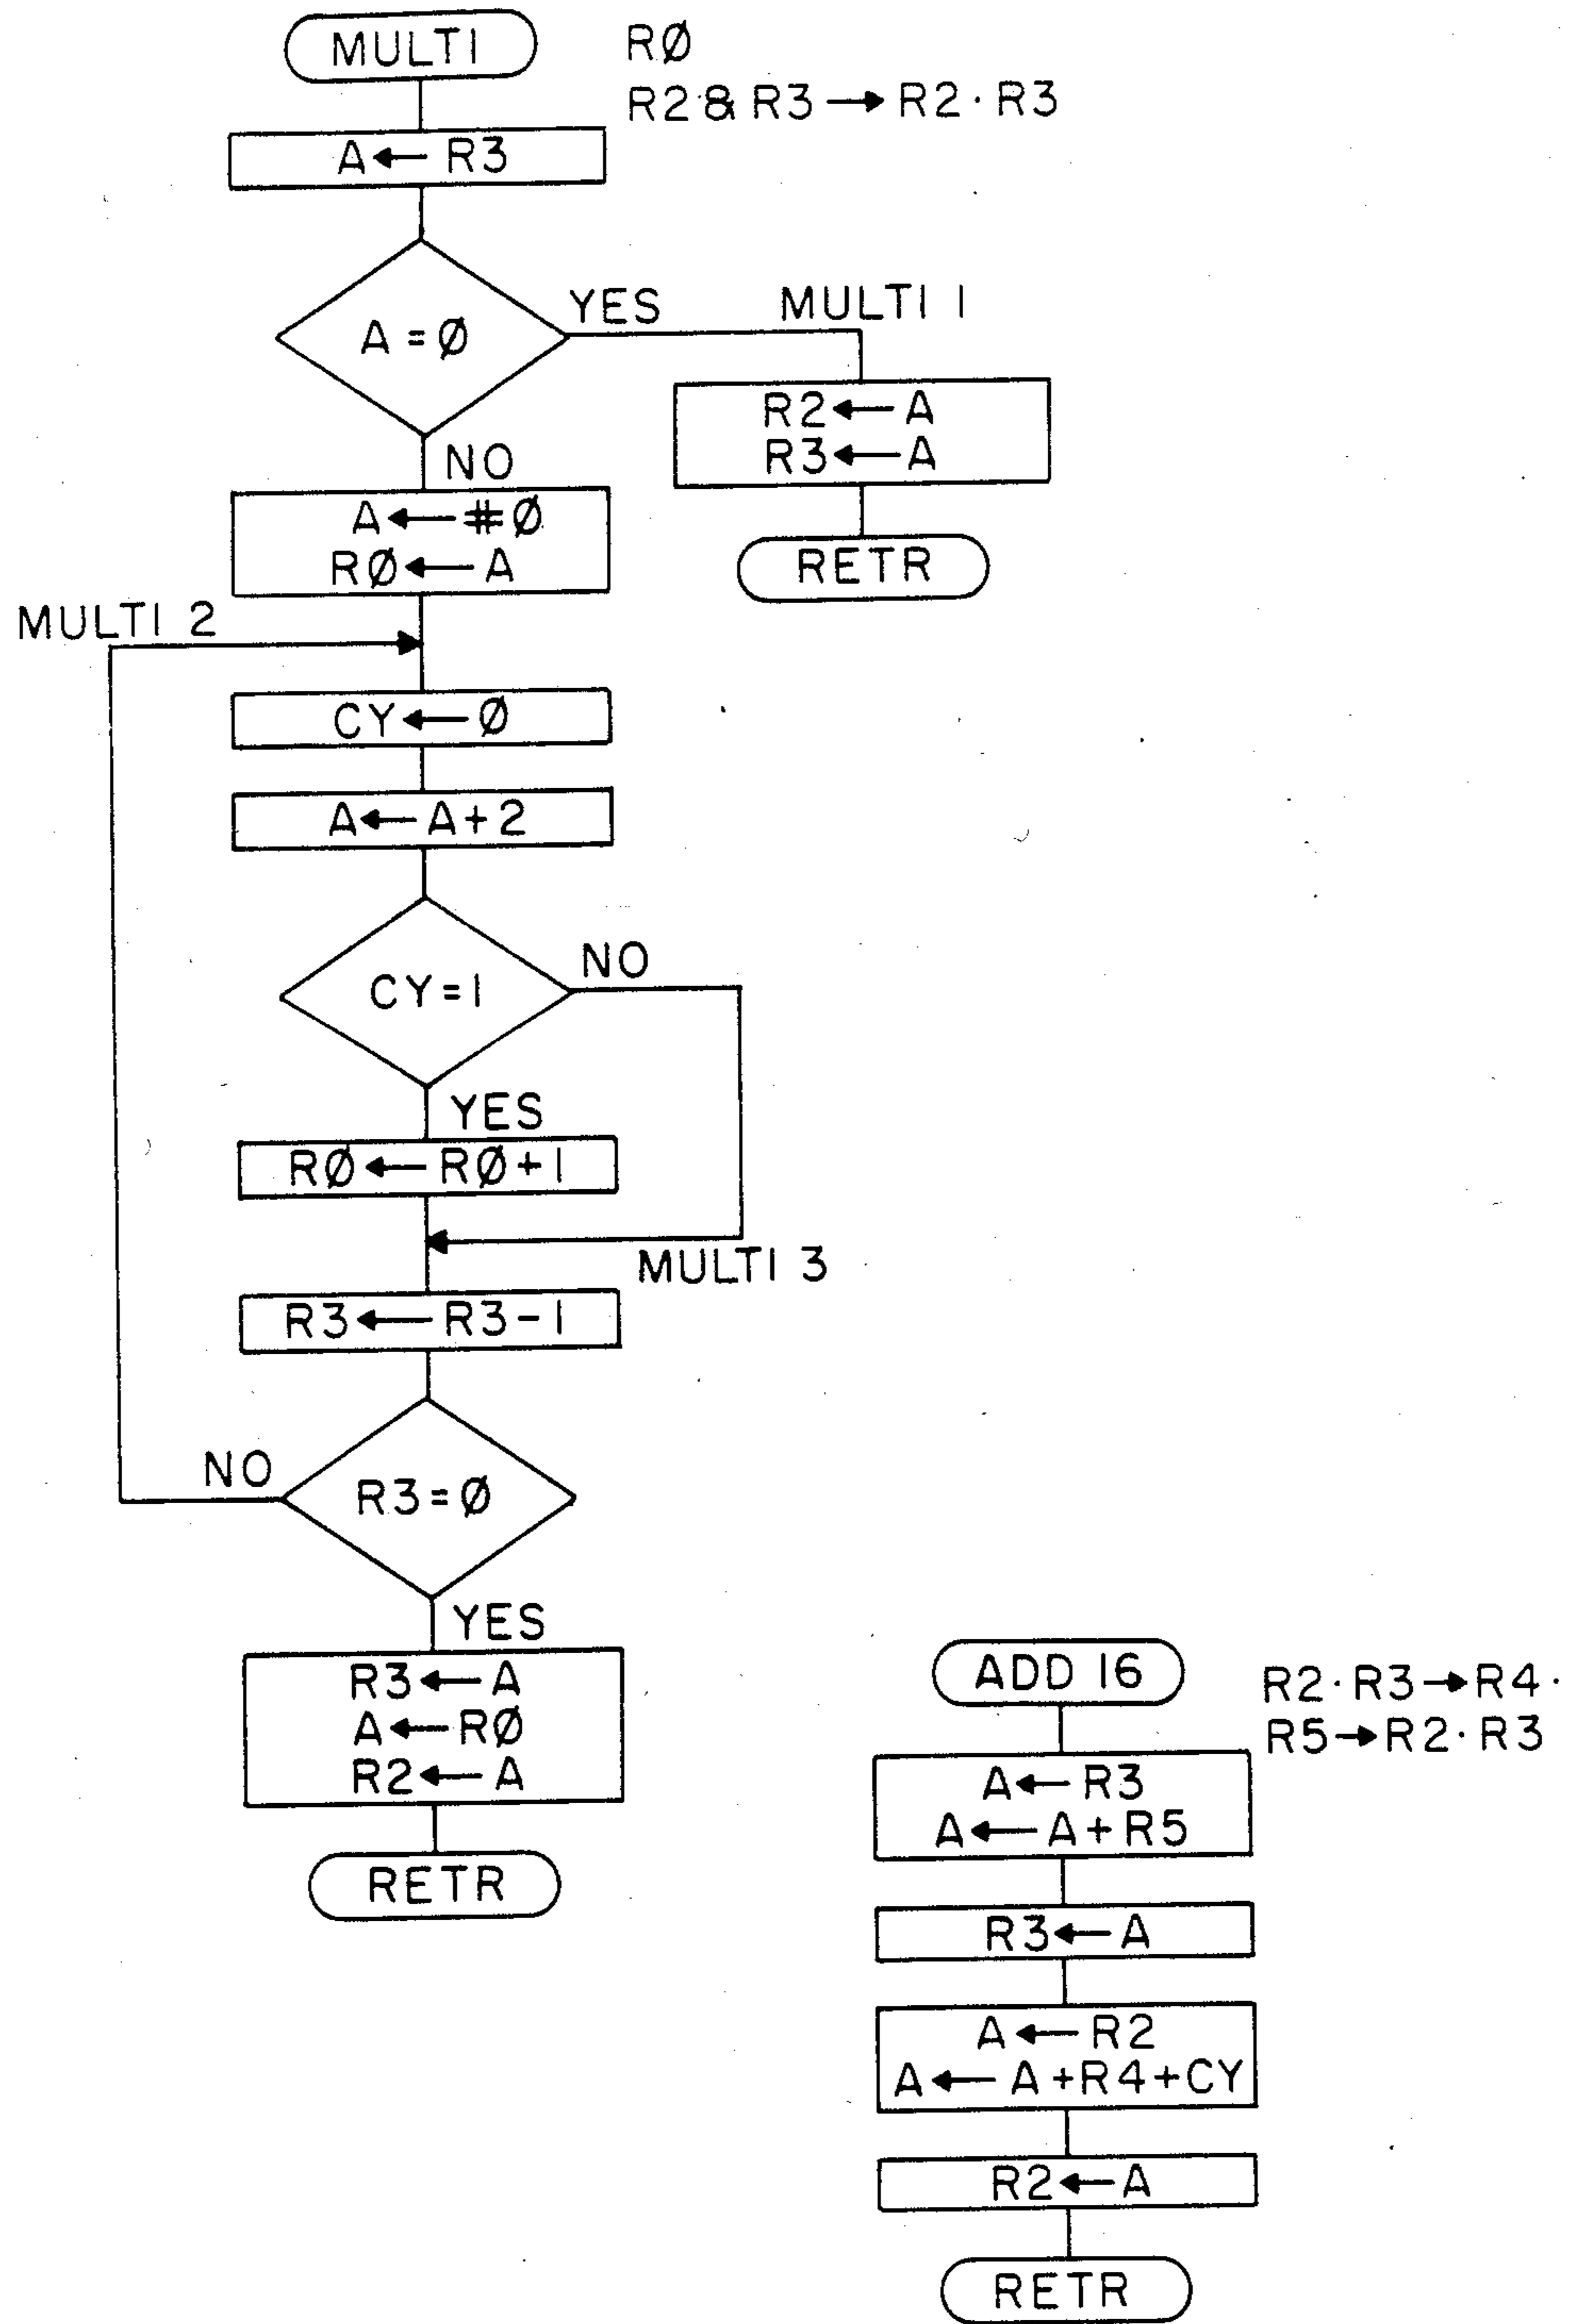 MULTI
RØ
R2 & R3 → R2 · R3
A ← R3
A = Ø
YES
MULTI 1
R2 ← A
R3 ← A
RETR
NO
A ← #Ø
RØ ← A
MULTI 2
CY ← Ø
A ← A + 2
CY = 1
NO
YES
RØ ← RØ + 1
MULTI 3
R3 ← R3 - 1
R3 = Ø
NO
YES
R3 ← A
A ← RØ
R2 ← A
RETR
ADD 16
R2 · R3 → R4 ·
R5 → R2 · R3
A ← R3
A ← A + R5
R3 ← A
A ← R2
A ← A + R4 + CY
R2 ← A
RETR